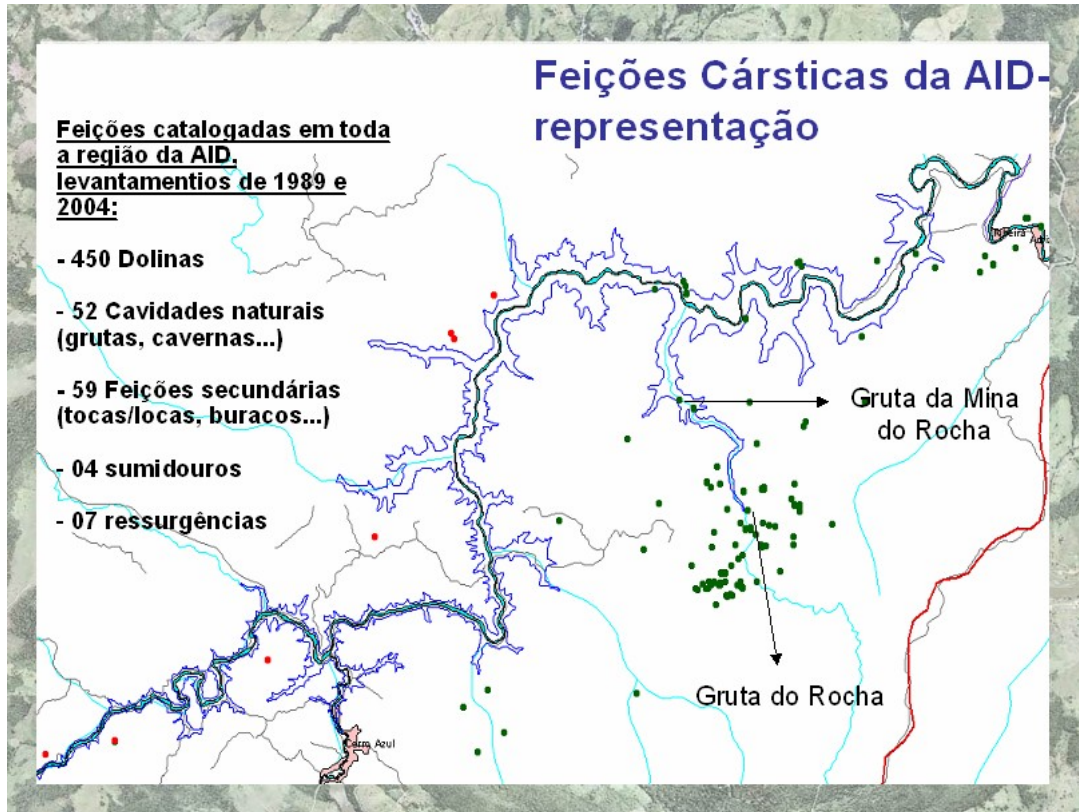 Feições Cársticas da AID-
representação
Feições catalogadas em toda
a região da AID.
levantamentios de 1989 e
2004:
- 450 Dolinas
- 52 Cavidades naturais
(grutas, cavernas...)
- 59 Feições secundárias
(tocas/locas, buracos...)
- 04 sumidouros
- 07 ressurgências
Gruta da Mina
do Rocha
Gruta do Rocha
Cerro Azul